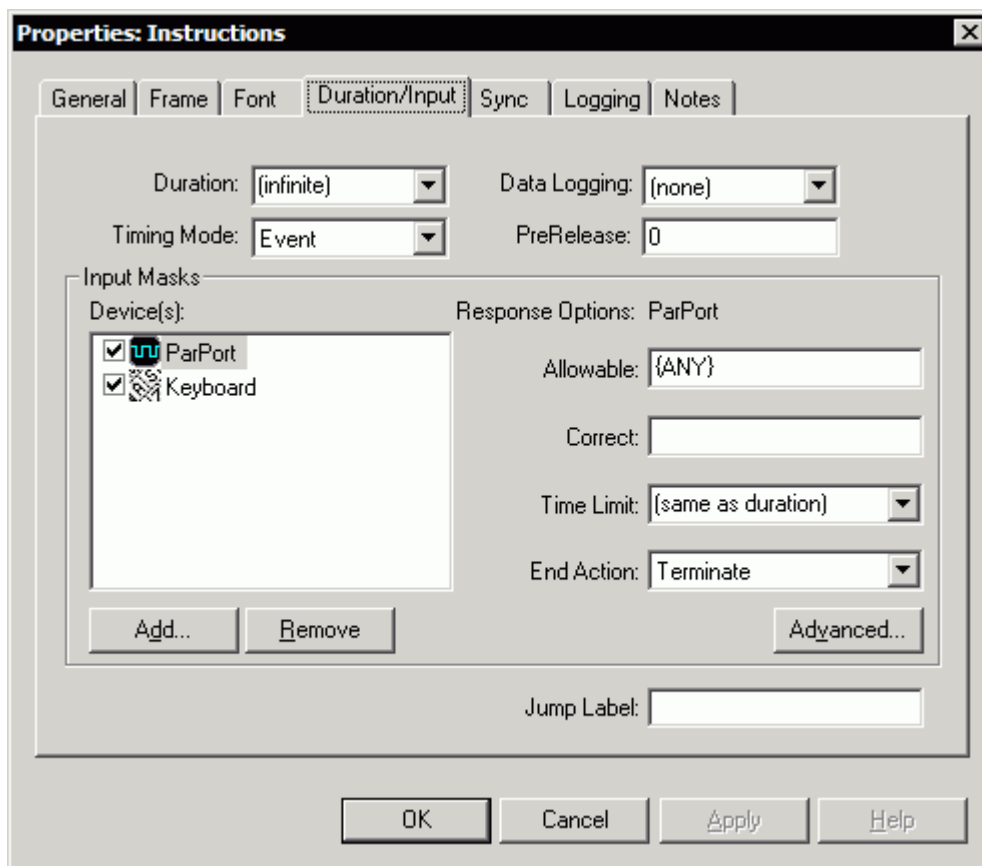 Properties: Instructions
General Frame Font Duration/Input Sync Logging Notes
Duration: (infinite) Data Logging: (none)
Timing Mode: Event PreRelease: 0
Input Masks
Device(s): Response Options: ParPort
ParPort
Allowable: {ANY}
Keyboard
Correct:
Time Limit: (same as duration)
End Action: Terminate
Add... Remove Advanced...
Jump Label:
OK Cancel Apply Help